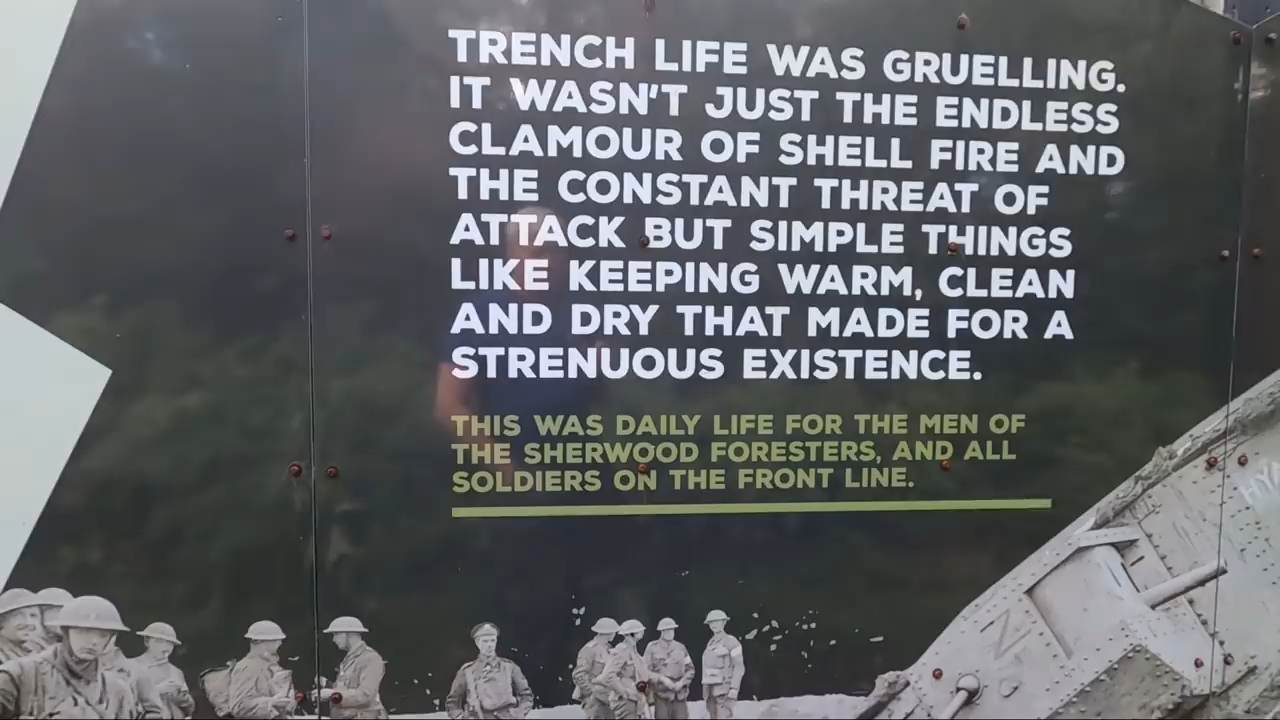 TRENCH LIFE WAS GRUELLING.
IT WASN'T JUST THE ENDLESS
CLAMOUR OF SHELL FIRE AND
THE CONSTANT THREAT OF
ATTACK BUT SIMPLE THINGS
LIKE KEEPING WARM, CLEAN
AND DRY THAT MADE FOR A
STRENUOUS EXISTENCE.
THIS WAS DAILY LIFE FOR THE MEN OF
THE SHERWOOD FORESTERS, AND ALL
SOLDIERS ON THE FRONT LINE.